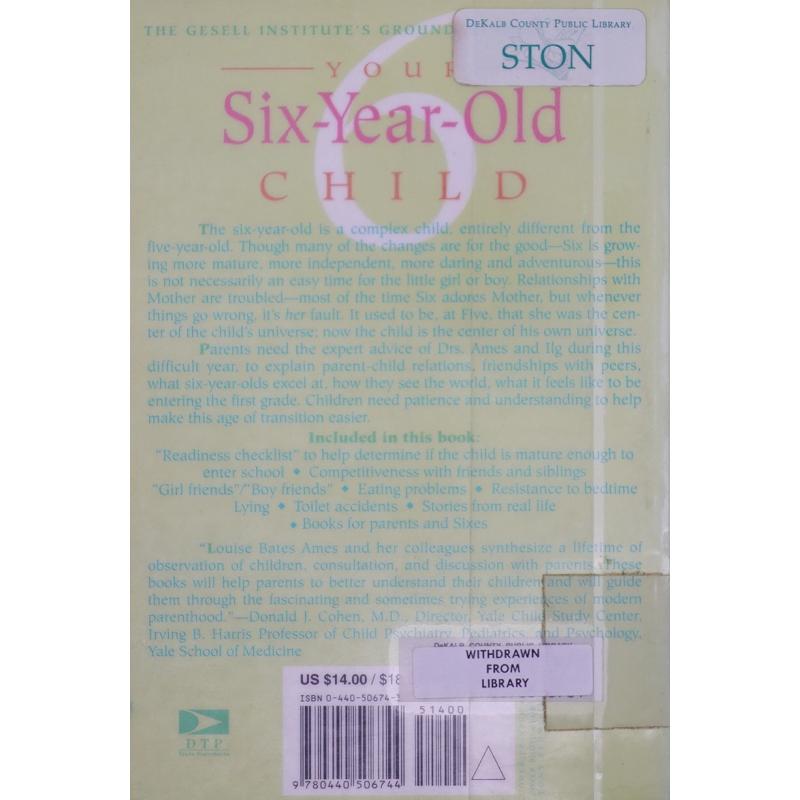 THE GESELL INSTITUTE'S GROUND
DEKALB COUNTY PUBLIC LIBRARY
STON
YOUR
6
Six-Year-Old
CHILD
The six-year-old is a complex child, entirely different from the
five-year-old. Though many of the changes are for the good—Six is grow-
ing more mature, more independent, more daring and adventurous—this
is not necessarily an easy time for the little girl or boy. Relationships with
Mother are troubled—most of the time Six adores Mother, but whenever
things go wrong, it's her fault. It used to be, at Five, that she was the cen-
ter of the child's universe; now the child is the center of his own universe.
Parents need the expert advice of Drs. Ames and Ilg during this
difficult year, to explain parent-child relations, friendships with peers,
what six-year-olds excel at, how they see the world, what it feels like to be
entering the first grade. Children need patience and understanding to help
make this age of transition easier.
Included in this book:
"Readiness checklist" to help determine if the child is mature enough to
enter school ◆ Competitiveness with friends and siblings
"Girl friends"/"Boy friends" ◆ Eating problems ◆ Resistance to bedtime
Lying ◆ Toilet accidents ◆ Stories from real life
◆ Books for parents and Sixes
"Louise Bates Ames and her colleagues synthesize a lifetime of
observation of children, consultation, and discussion with parents. These
books will help parents to better understand their children and will guide
them through the fascinating and sometimes trying experiences of modern
parenthood."—Donald J. Cohen, M.D., Director, Yale Child Study Center,
Irving B. Harris Professor of Child Psychiatry, Pediatrics, and Psychology,
Yale School of Medicine
DEKALB COUNTY PUBLIC LIBRARY
WITHDRAWN
FROM
LIBRARY
US $14.00 / $18
ISBN 0-440-50674-
51400
9 780440 506744
DTP